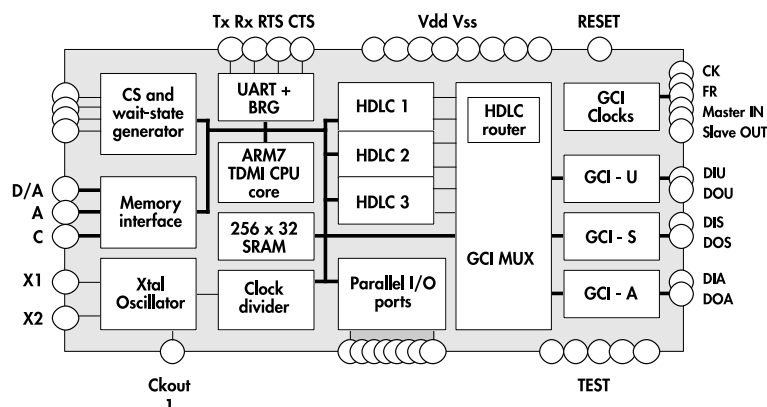 Tx Rx RTS CTS
Vdd Vss
RESET
CS and
wait-state
generator
UART +
BRG
HDLC 1
HDLC
router
GCI
Clocks
CK
FR
Master IN
Slave OUT
ARM7
TDMI CPU
core
HDLC 2
D/A
A
C
Memory
interface
HDLC 3
GCI - U
DIU
DOU
256 x 32
SRAM
GCI MUX
GCI - S
DIS
DOS
X1
X2
Xtal
Oscillator
Clock
divider
Parallel I/O
ports
GCI - A
DIA
DOA
Ckout
1
TEST